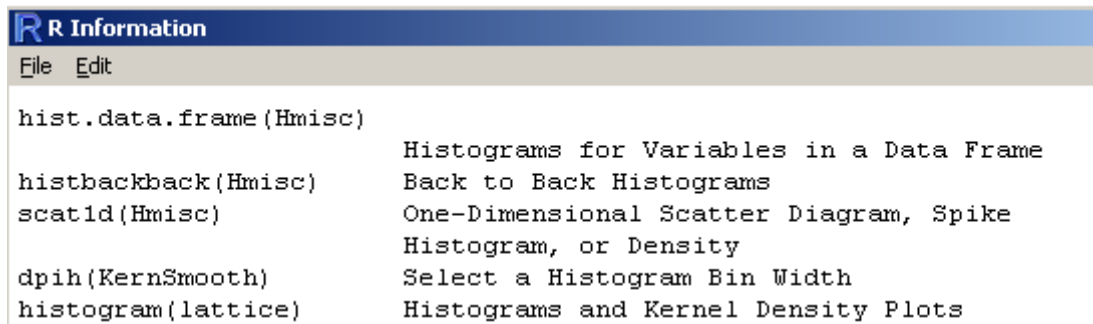 R R Information
File Edit
hist.data.frame(Hmisc)
Histograms for Variables in a Data Frame
histbackback(Hmisc) Back to Back Histograms
scat1d(Hmisc) One-Dimensional Scatter Diagram, Spike
Histogram, or Density
dpih(KernSmooth) Select a Histogram Bin Width
histogram(lattice) Histograms and Kernel Density Plots